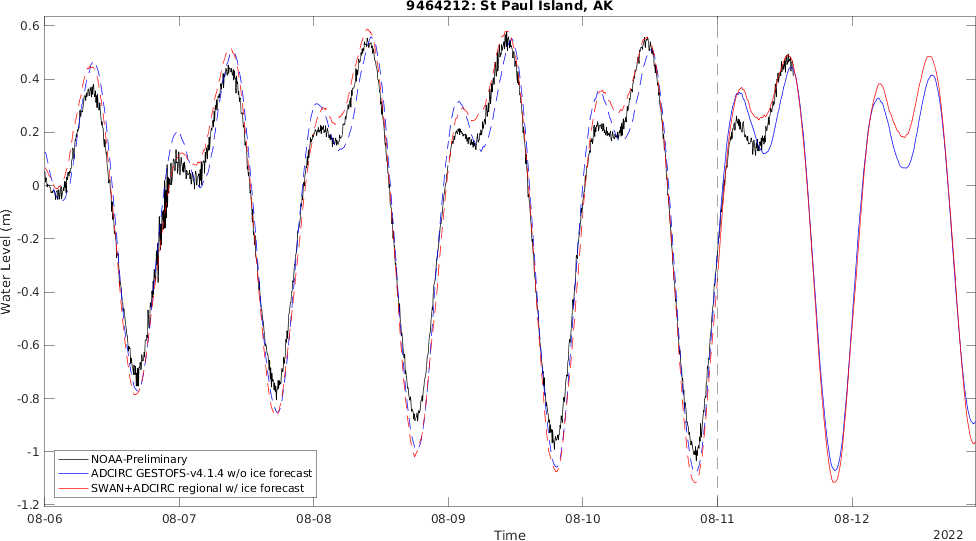 9464212: St Paul Island, AK
0.6
0.4
0.2
0
-0.2
-0.4
-0.6
-0.8
-1
-1.2
Water Level (m)
NOAA-Preliminary
ADCIRC GESTOFS-v4.1.4 w/o ice forecast
SWAN+ADCIRC regional w/ ice forecast
08-06 08-07 08-08 08-09 08-10 08-11 08-12
Time
2022